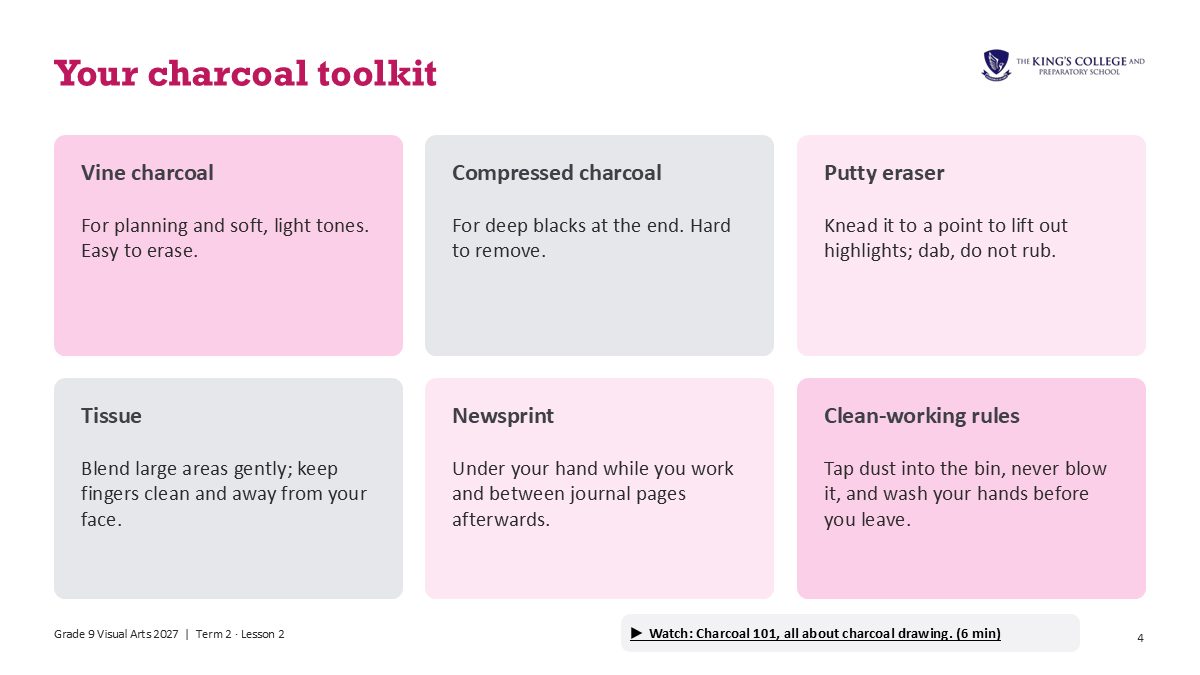 Your charcoal toolkit
THE KING'S COLLEGE AND
PREPARATORY SCHOOL
Vine charcoal
For planning and soft, light tones.
Easy to erase.
Compressed charcoal
For deep blacks at the end. Hard
to remove.
Putty eraser
Knead it to a point to lift out
highlights; dab, do not rub.
Tissue
Blend large areas gently; keep
fingers clean and away from your
face.
Newsprint
Under your hand while you work
and between journal pages
afterwards.
Clean-working rules
Tap dust into the bin, never blow
it, and wash your hands before
you leave.
Grade 9 Visual Arts 2027 | Term 2 · Lesson 2
▶ Watch: Charcoal 101, all about charcoal drawing. (6 min)
4